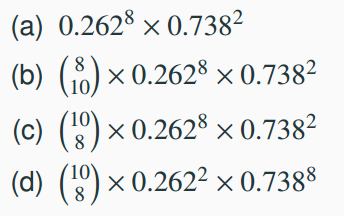 (a) 0.262⁸ × 0.738²
(b) (8 10) × 0.262⁸ × 0.738²
(c) (10 8) × 0.262⁸ × 0.738²
(d) (10 8) × 0.262² × 0.738⁸